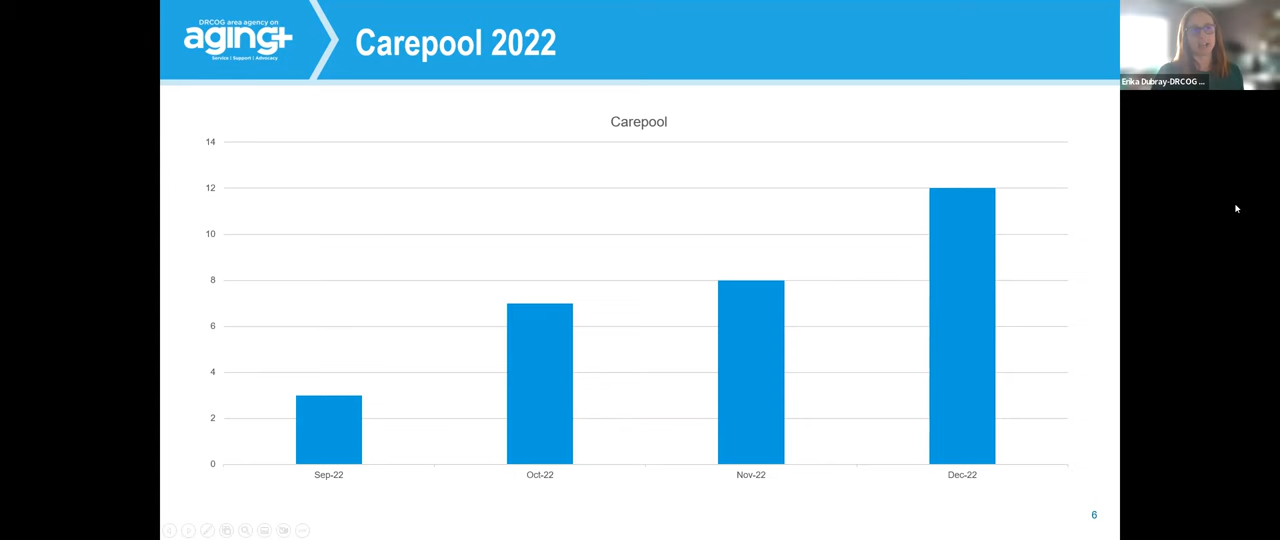 DRCOG area agency on
aging+
Service | Support | Advocacy
Carepool 2022
Erika Dubray-DRCOG ...
Carepool
14
12
10
8
6
4
2
0
Sep-22
Oct-22
Nov-22
Dec-22
6